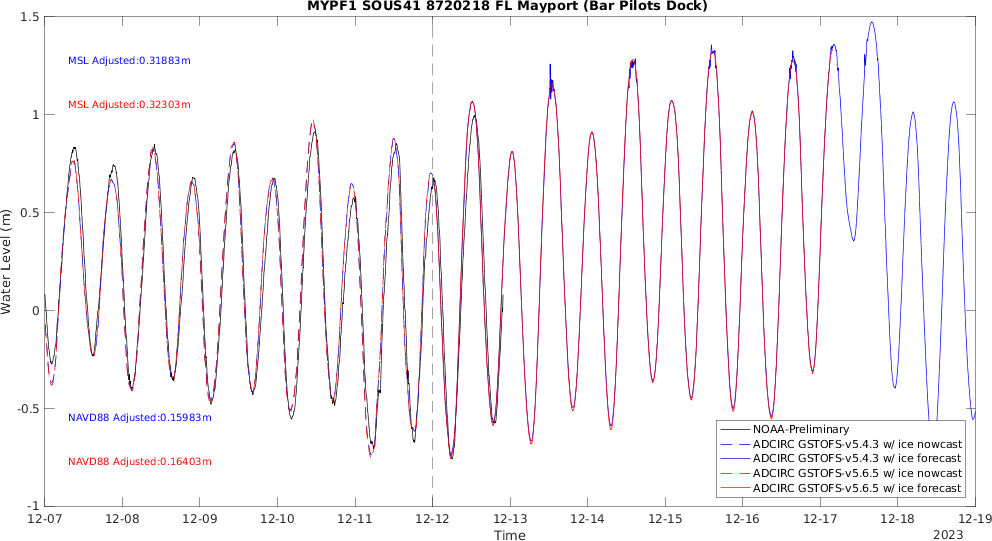 MYPF1 SOUS41 8720218 FL Mayport (Bar Pilots Dock)
1.5
1
0.5
0
-0.5
-1
Water Level (m)
MSL Adjusted:0.31883m
MSL Adjusted:0.32303m
NAVD88 Adjusted:0.15983m
NAVD88 Adjusted:0.16403m
NOAA-Preliminary
ADCIRC GSTOFS-v5.4.3 w/ ice nowcast
ADCIRC GSTOFS-v5.4.3 w/ ice forecast
ADCIRC GSTOFS-v5.6.5 w/ ice nowcast
ADCIRC GSTOFS-v5.6.5 w/ ice forecast
12-07 12-08 12-09 12-10 12-11 12-12 12-13 12-14 12-15 12-16 12-17 12-18 12-19
Time
2023